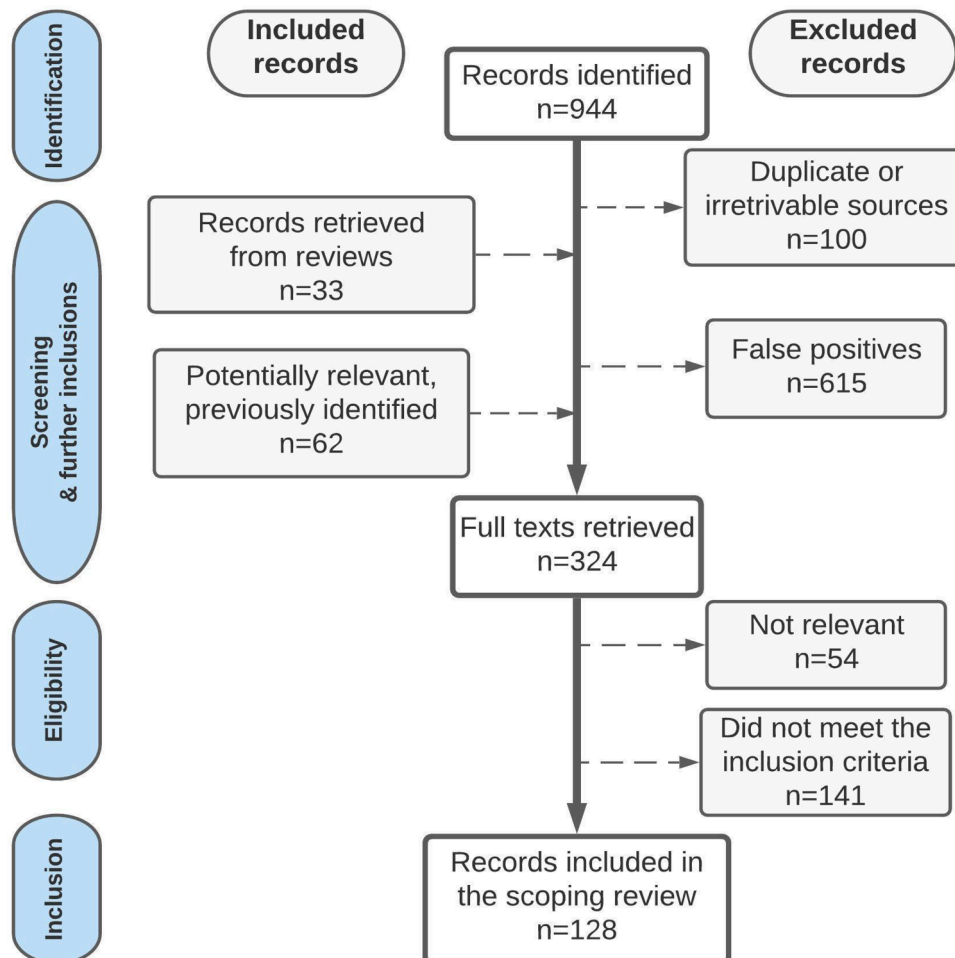 Identification
Included
records
Records identified
n=944
Excluded
records
Screening
& further inclusions
Duplicate or
irretrivable sources
n=100
Records retrieved
from reviews
n=33
False positives
n=615
Potentially relevant,
previously identified
n=62
Full texts retrieved
n=324
Eligibility
Not relevant
n=54
Did not meet the
inclusion criteria
n=141
Inclusion
Records included in
the scoping review
n=128